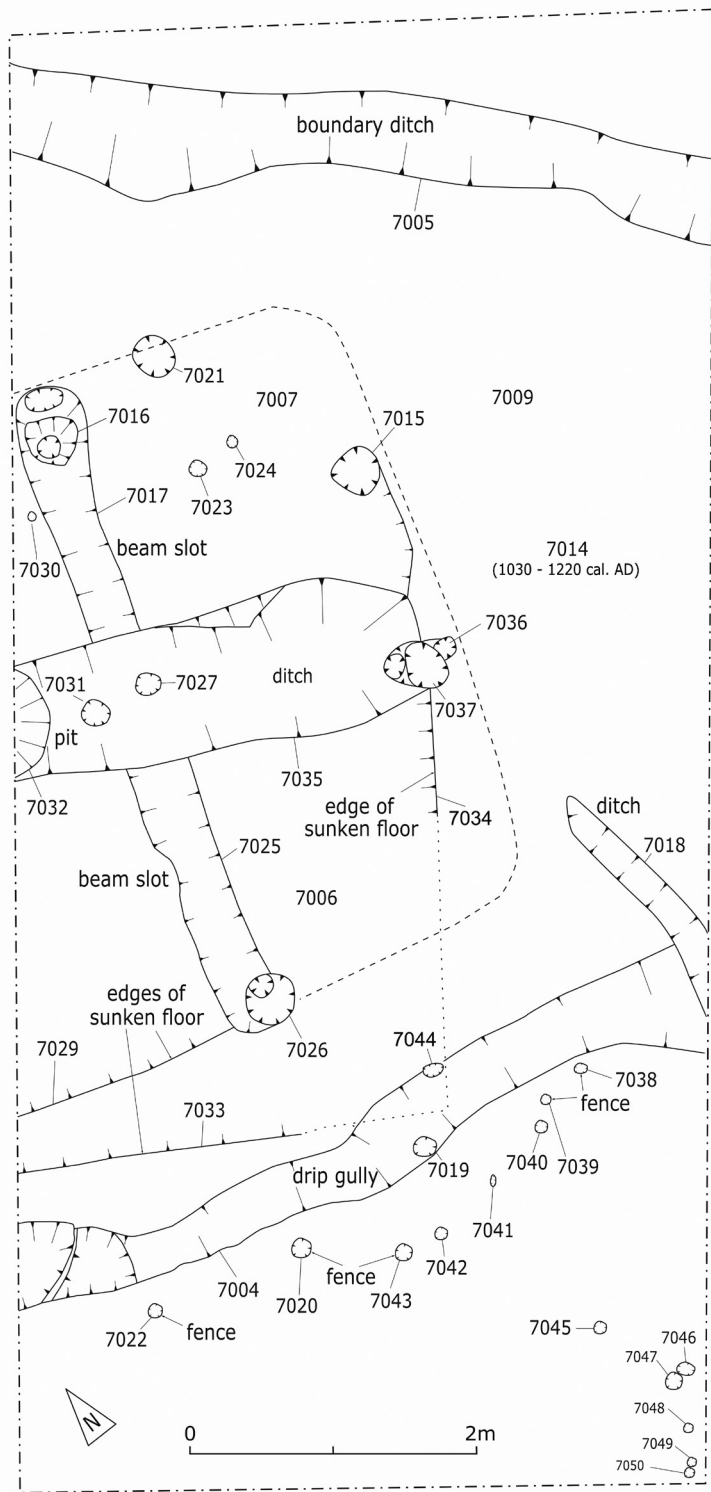 boundary ditch
7005
7021
7007
7009
7016
7015
7024
7023
7017
beam slot
7014
(1030 - 1220 cal. AD)
7030
7036
7031
7027
ditch
7037
pit
7035
7032
edge of
sunken floor
7034
ditch
7018
7025
beam slot
7006
edges of
sunken floor
7026
7029
7044
7038
fence
7033
7040
7039
7019
drip gully
7041
7042
fence
7004
7020
7043
7022
fence
7045
7046
7047
7048
7049
7050
N
0
2m